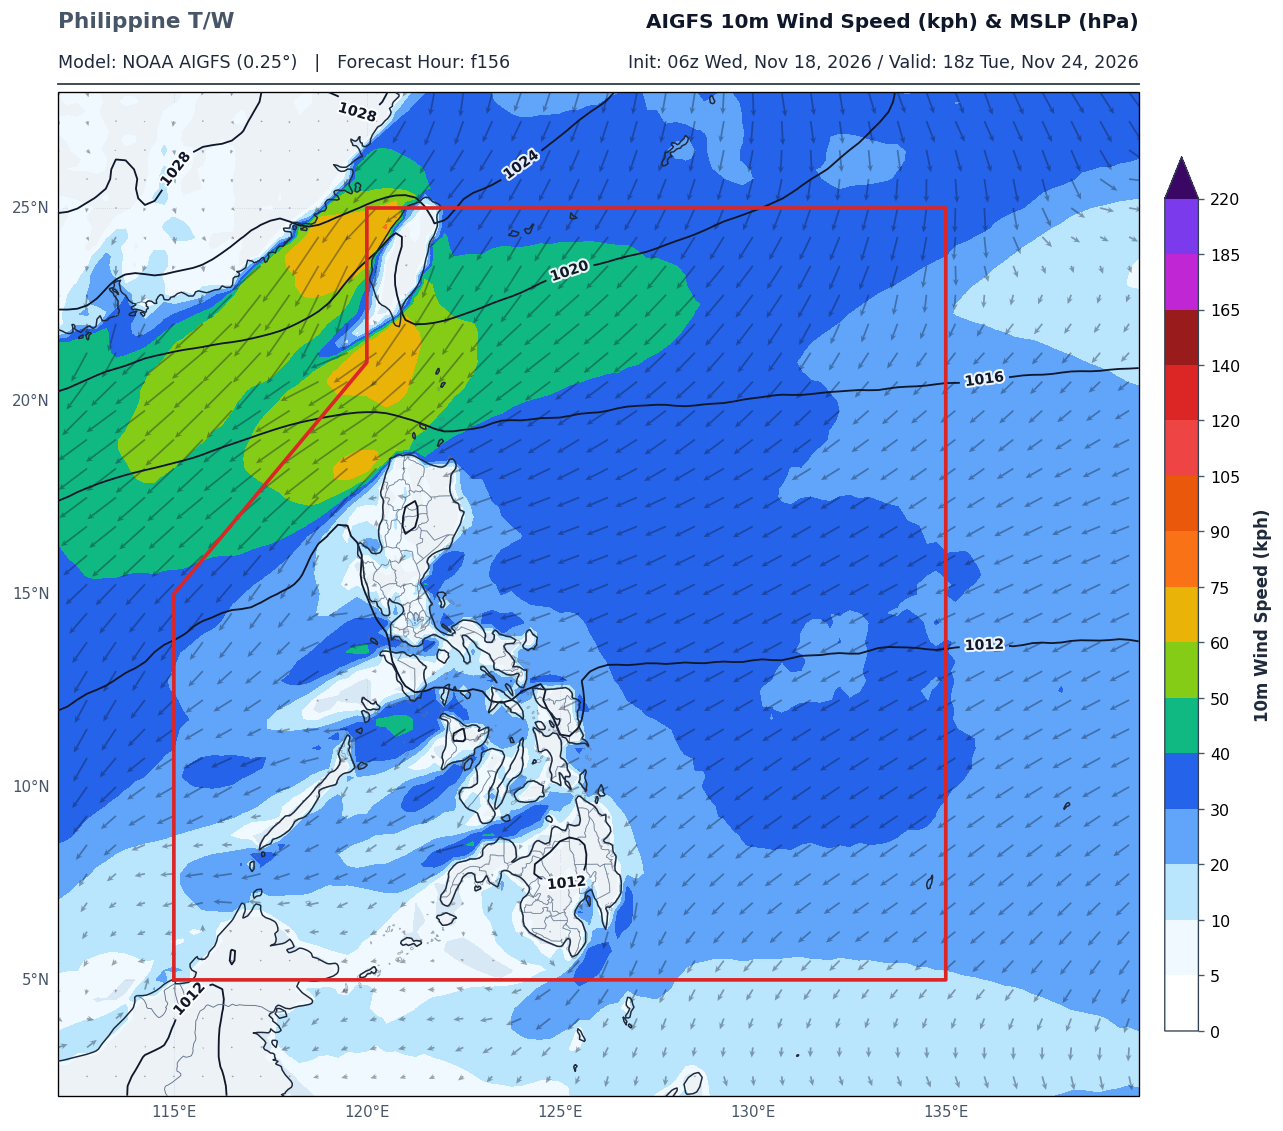 Philippine T/W
AIGFS 10m Wind Speed (kph) & MSLP (hPa)
Model: NOAA AIGFS (0.25°) | Forecast Hour: f156
Init: 06z Wed, Nov 18, 2026 / Valid: 18z Tue, Nov 24, 2026
1028
1028
1024
1020
1016
1012
1012
1012
25°N
20°N
15°N
10°N
5°N
115°E
120°E
125°E
130°E
135°E
220
185
165
140
120
105
90
75
60
50
40
30
20
10
5
0
10m Wind Speed (kph)